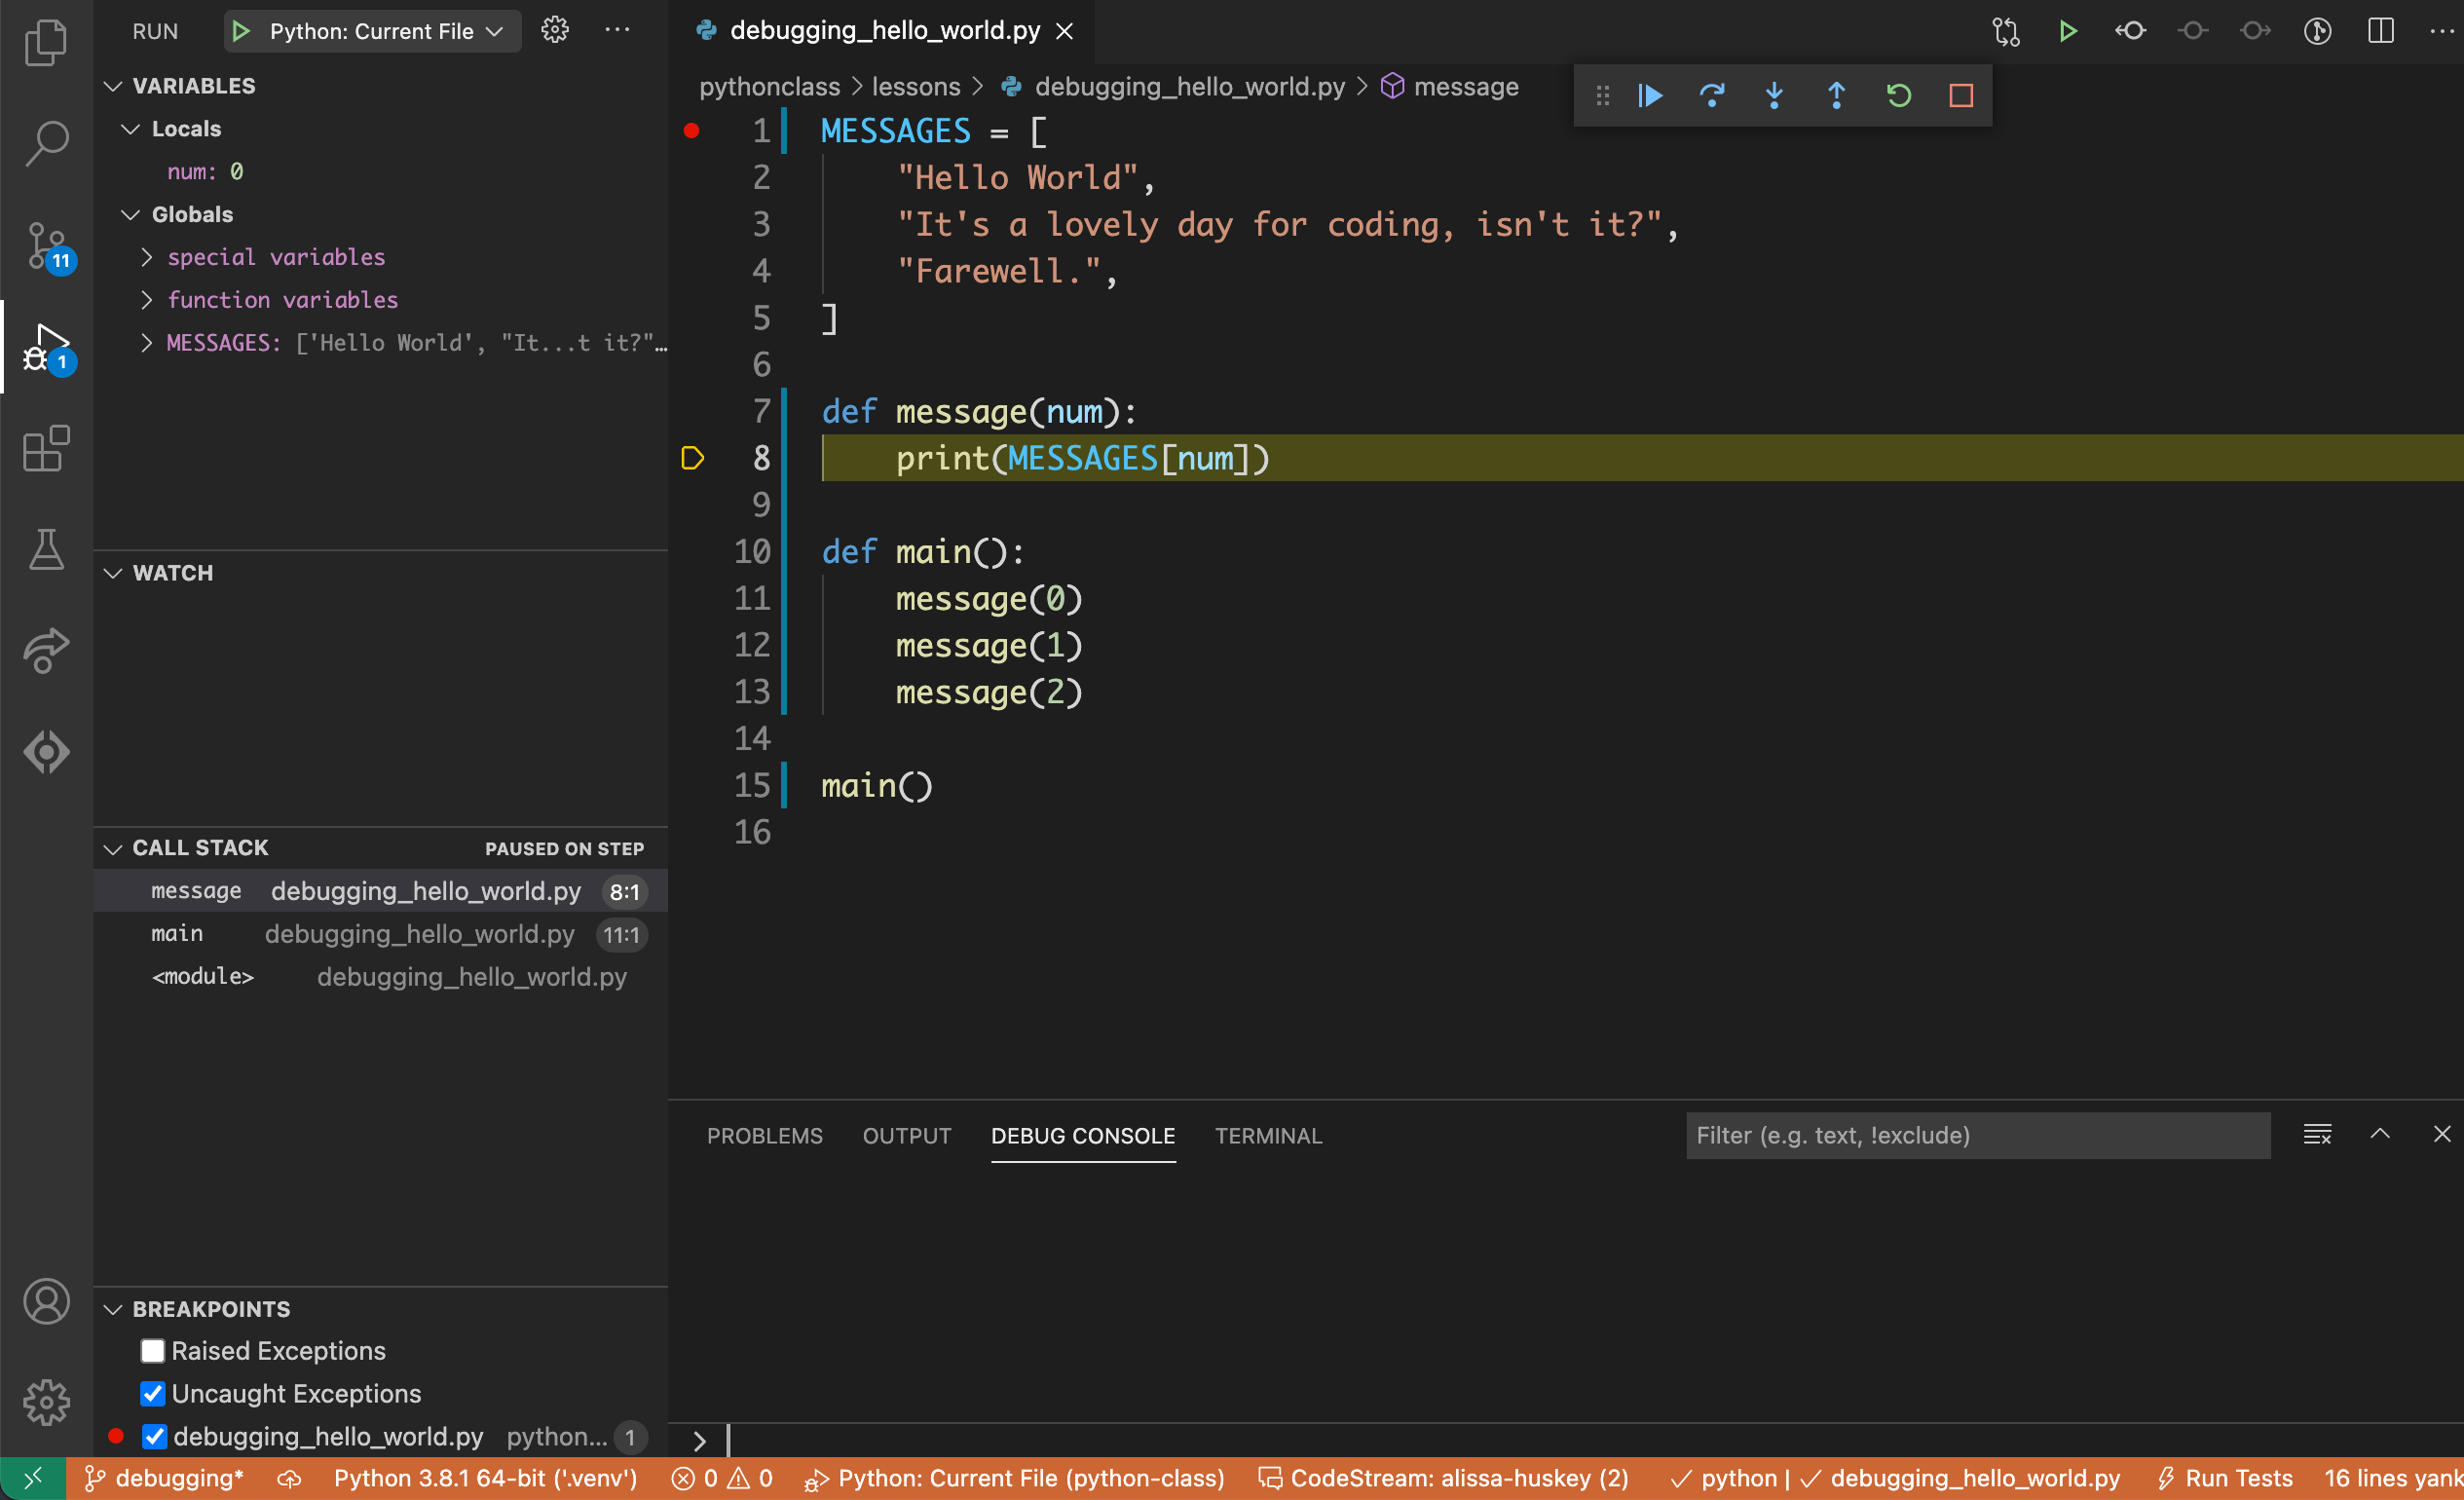 RUN Python: Current File ...
VARIABLES
Locals
num: 0
Globals
special variables
function variables
MESSAGES: ['Hello World', "It...t it?"...
11
1
WATCH
CALL STACK PAUSED ON STEP
message debugging_hello_world.py 8:1
main debugging_hello_world.py 11:1
<module> debugging_hello_world.py
BREAKPOINTS
Raised Exceptions
Uncaught Exceptions
debugging_hello_world.py python... 1
debugging_hello_world.py
pythonclass > lessons > debugging_hello_world.py > message
1 MESSAGES = [
2 "Hello World",
3 "It's a lovely day for coding, isn't it?",
4 "Farewell.",
5 ]
6
7 def message(num):
8 print(MESSAGES[num])
9
10 def main():
11 message(0)
12 message(1)
13 message(2)
14
15 main()
16
PROBLEMS OUTPUT DEBUG CONSOLE TERMINAL Filter (e.g. text, !exclude)
>
debugging* Python 3.8.1 64-bit ('.venv') 0 0 Python: Current File (python-class) CodeStream: alissa-huskey (2) ✓ python | ✓ debugging_hello_world.py Run Tests 16 lines yank